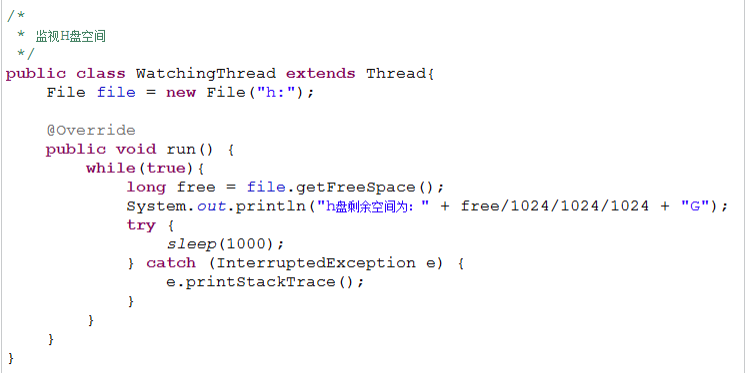 /*
 * 监视H盘空间
 */
public class WatchingThread extends Thread{
    File file = new File("h:");

    @Override
    public void run() {
        while(true){
            long free = file.getFreeSpace();
            System.out.println("h盘剩余空间为：" + free/1024/1024/1024 + "G");
            try {
                sleep(1000);
            } catch (InterruptedException e) {
                e.printStackTrace();
            }
        }
    }
}